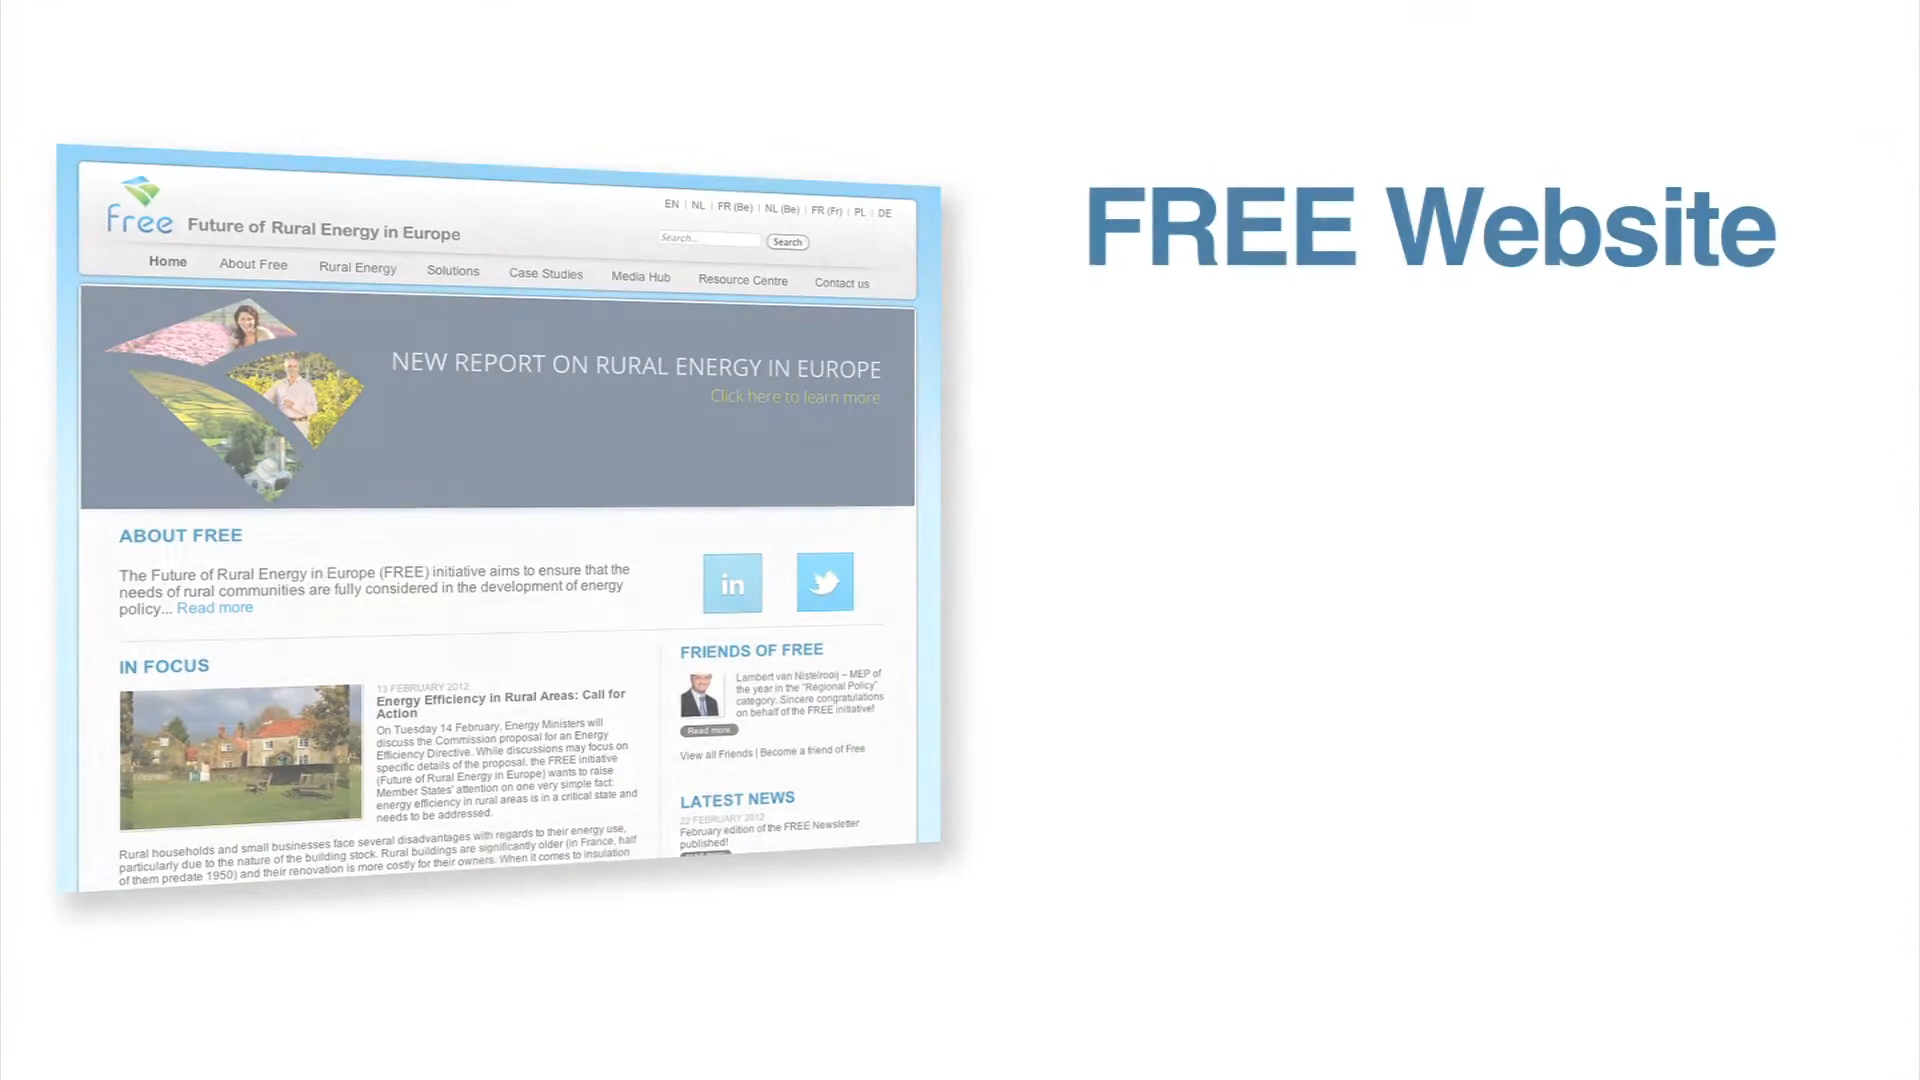 FREE Website
free Future of Rural Energy in Europe
EN | NL | FR (Be) | NL (Be) | FR (Fr) | PL | DE
Search... Search
Home About Free Rural Energy Solutions Case Studies Media Hub Resource Centre Contact us
NEW REPORT ON RURAL ENERGY IN EUROPE
Click here to learn more
ABOUT FREE
The Future of Rural Energy in Europe (FREE) initiative aims to ensure that the
needs of rural communities are fully considered in the development of energy
policy... Read more
in
IN FOCUS
13 FEBRUARY 2012
Energy Efficiency in Rural Areas: Call for
Action
On Tuesday 14 February, Energy Ministers will
discuss the Commission proposal for an Energy
Efficiency Directive. While discussions may focus on
specific details of the proposal, the FREE initiative
(Future of Rural Energy in Europe) wants to raise
Member States' attention on one very simple fact:
energy efficiency in rural areas is in a critical state and
needs to be addressed.
Rural households and small businesses face several disadvantages with regards to their energy use,
particularly due to the nature of the building stock. Rural buildings are significantly older (in France, half
of them predate 1950) and their renovation is more costly for their owners. When it comes to insulation
FRIENDS OF FREE
Lambert van Nistelrooij – MEP of
the year in the "Regional Policy"
category. Sincere congratulations
on behalf of the FREE initiative!
Read more
View all Friends | Become a friend of Free
LATEST NEWS
22 FEBRUARY 2012
February edition of the FREE Newsletter
published!